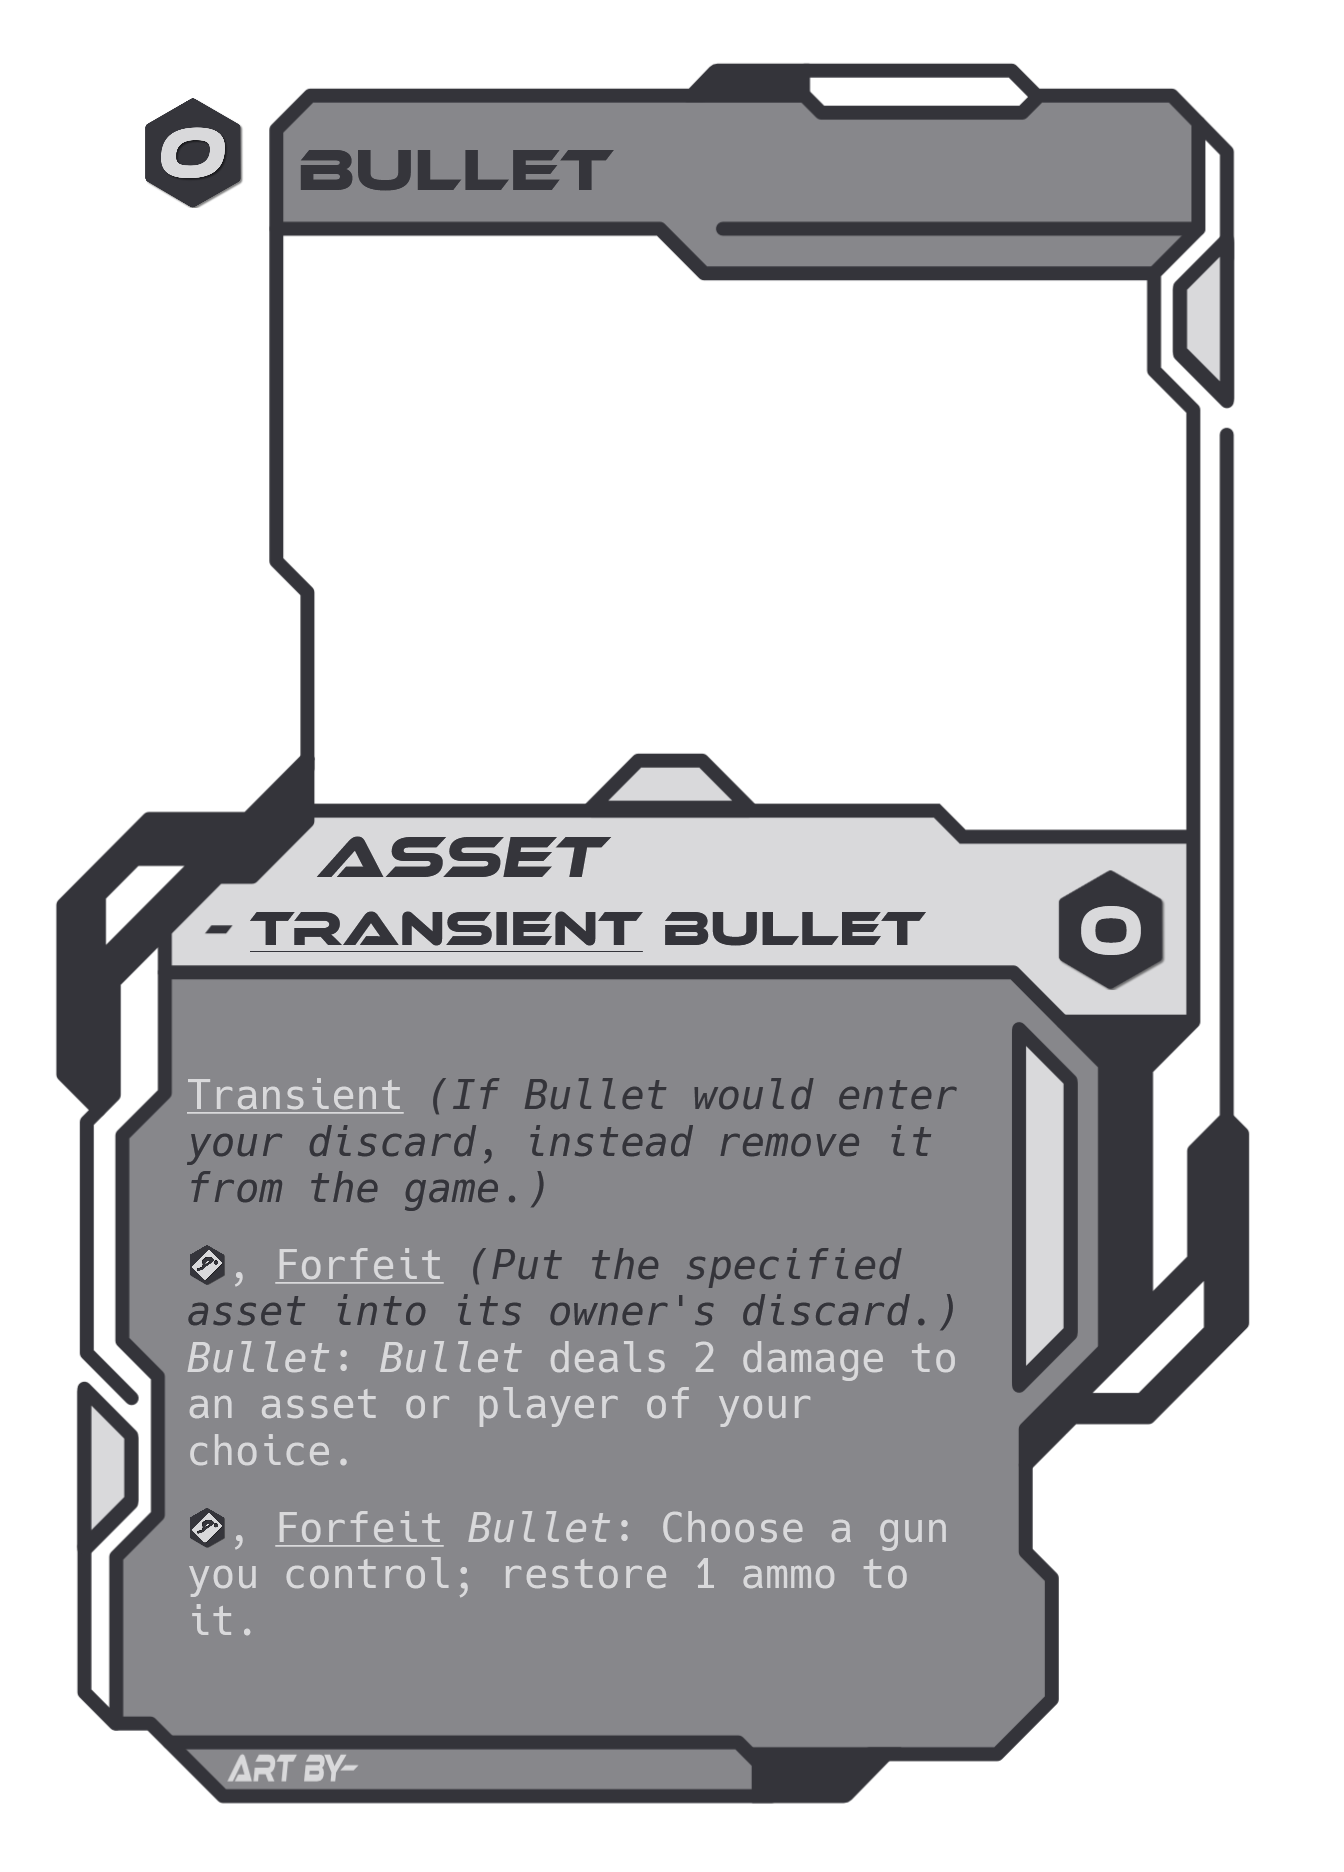 0
BULLET
ASSET
- TRANSIENT BULLET
0
Transient (If Bullet would enter
your discard, instead remove it
from the game.)
, Forfeit (Put the specified
asset into its owner's discard.)
Bullet: Bullet deals 2 damage to
an asset or player of your
choice.
, Forfeit Bullet: Choose a gun
you control; restore 1 ammo to
it.
ART BY-